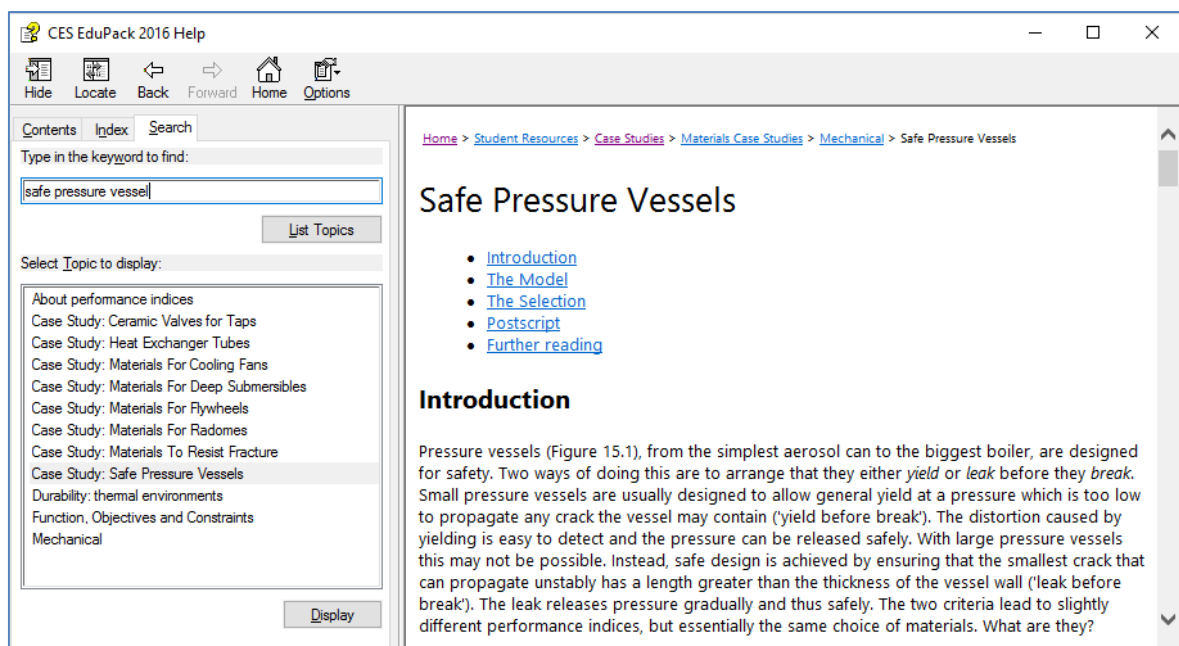 CES EduPack 2016 Help
Hide Locate Back Forward Home Options
Contents Index Search
Type in the keyword to find:
safe pressure vessel
List Topics
Select Topic to display:
About performance indices
Case Study: Ceramic Valves for Taps
Case Study: Heat Exchanger Tubes
Case Study: Materials For Cooling Fans
Case Study: Materials For Deep Submersibles
Case Study: Materials For Flywheels
Case Study: Materials For Radomes
Case Study: Materials To Resist Fracture
Case Study: Safe Pressure Vessels
Durability: thermal environments
Function, Objectives and Constraints
Mechanical
Display
Home > Student Resources > Case Studies > Materials Case Studies > Mechanical > Safe Pressure Vessels
Safe Pressure Vessels
• Introduction
• The Model
• The Selection
• Postscript
• Further reading
Introduction
Pressure vessels (Figure 15.1), from the simplest aerosol can to the biggest boiler, are designed
for safety. Two ways of doing this are to arrange that they either yield or leak before they break.
Small pressure vessels are usually designed to allow general yield at a pressure which is too low
to propagate any crack the vessel may contain ('yield before break'). The distortion caused by
yielding is easy to detect and the pressure can be released safely. With large pressure vessels
this may not be possible. Instead, safe design is achieved by ensuring that the smallest crack that
can propagate unstably has a length greater than the thickness of the vessel wall ('leak before
break'). The leak releases pressure gradually and thus safely. The two criteria lead to slightly
different performance indices, but essentially the same choice of materials. What are they?